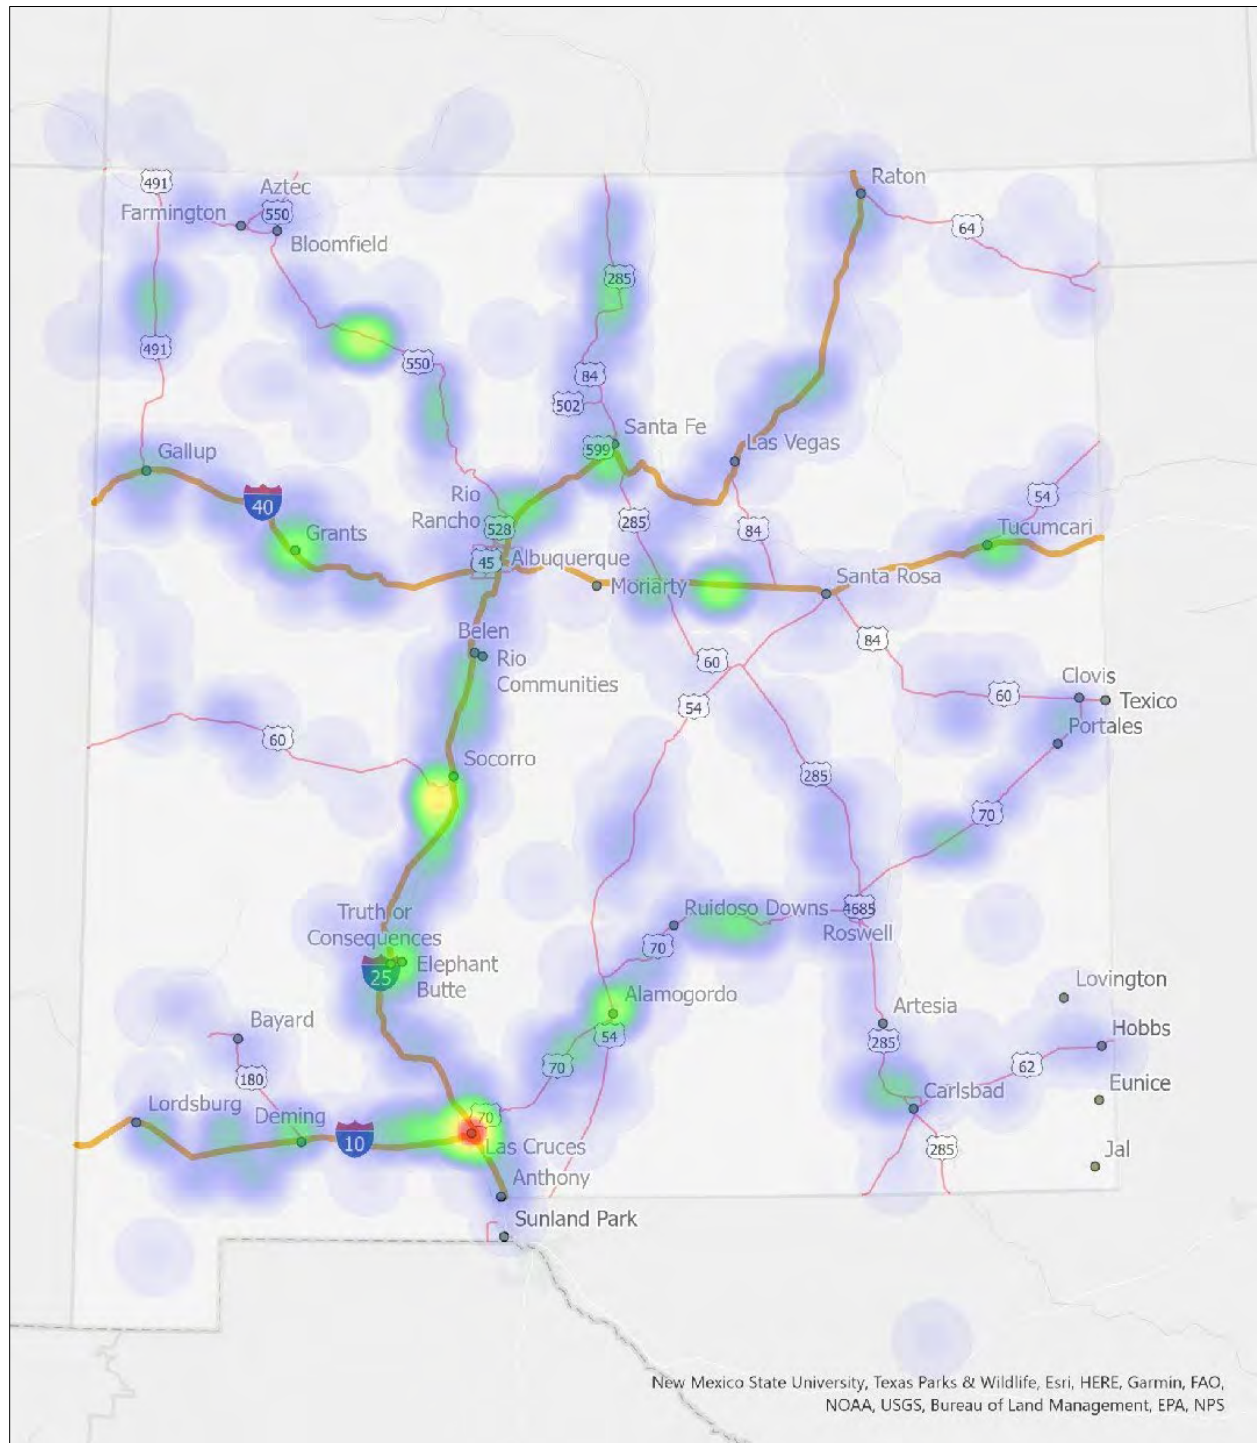 491
Aztec
Raton
Farmington
550
Bloomfield
64
285
491
550
84
502
Santa Fe
599
Las Vegas
Gallup
40
Rio
Rancho
54
Grants
285
84
Tucumcari
528
45
Albuquerque
Moriarty
Santa Rosa
Belen
Rio
Communities
84
60
Clovis
60
Texico
54
Portales
60
Socorro
285
70
Truth or
Consequences
Ruidoso Downs
4685
Roswell
70
25
Elephant
Butte
Alamogordo
Lovington
Artesia
Bayard
54
285
Hobbs
70
62
180
Eunice
Carlsbad
Lordsburg
Deming
70
10
Las Cruces
285
Jal
Anthony
Sunland Park
New Mexico State University, Texas Parks & Wildlife, Esri, HERE, Garmin, FAO,
NOAA, USGS, Bureau of Land Management, EPA, NPS